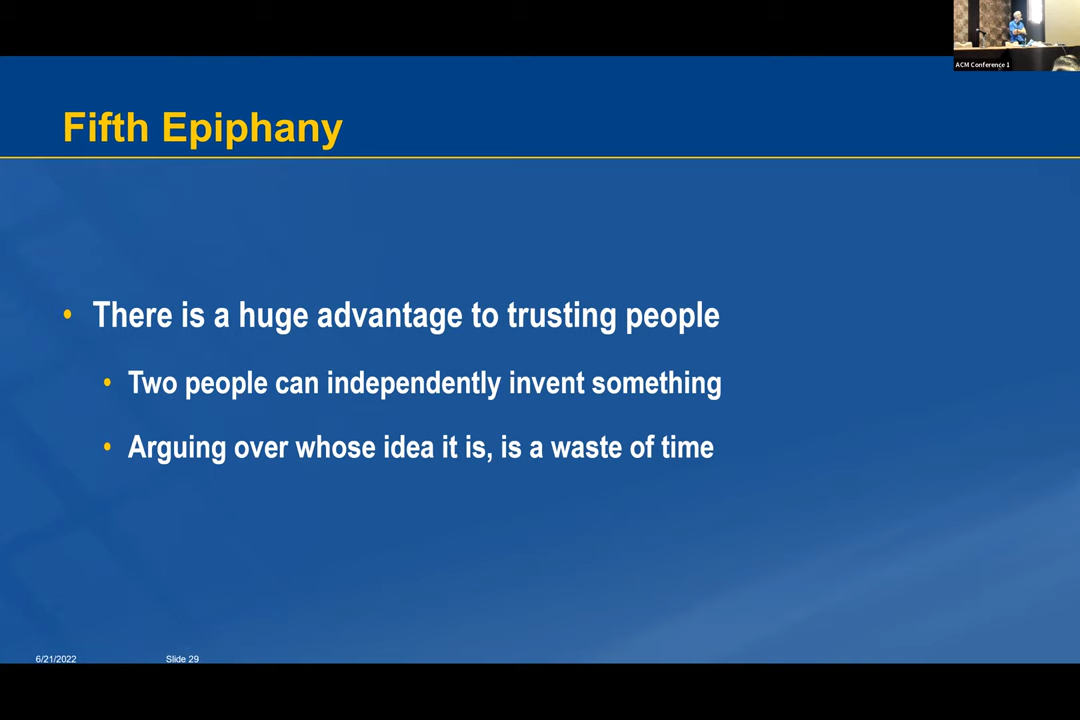 ACM Conference 1
Fifth Epiphany
• There is a huge advantage to trusting people
• Two people can independently invent something
• Arguing over whose idea it is, is a waste of time
6/21/2022 Slide 29